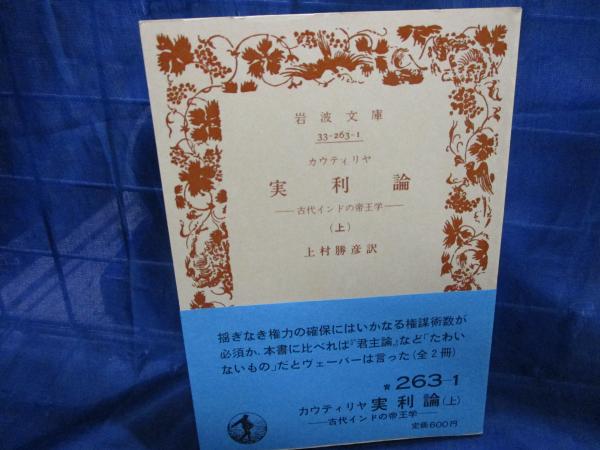 岩波文庫
33-263-1
カウティリヤ
実利論
—古代インドの帝王学—
(上)
上村勝彦訳
揺ぎなき権力の確保にはいかなる権謀術数が
必須か、本書に比べれば『君主論』など「たわい
ないもの」だとヴェーバーは言った(全2冊)
青 263-1
カウティリヤ 実利論(上)
—古代インドの帝王学—
定価600円